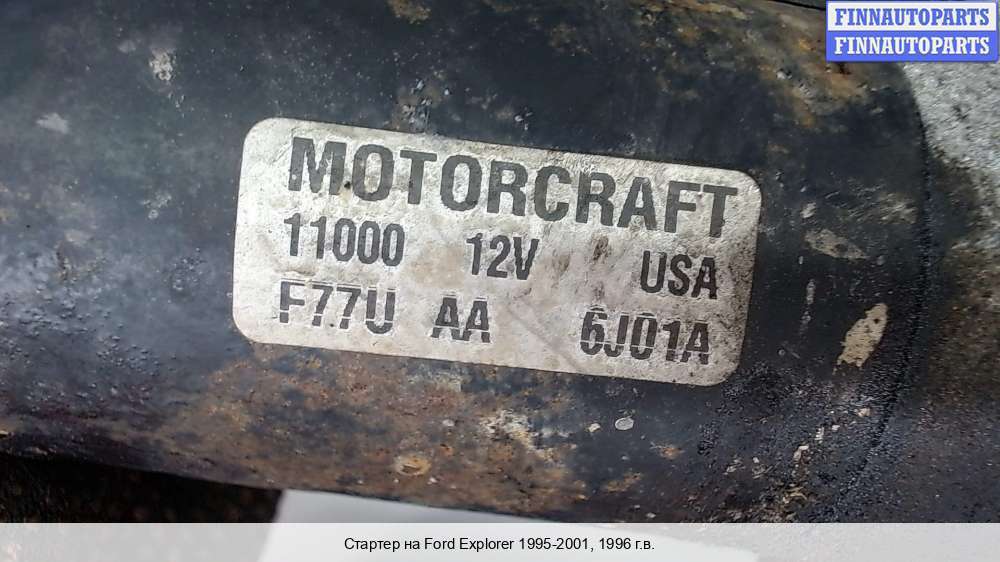 FINNAUTOPARTS
FINNAUTOPARTS
MOTORCRAFT
11000 12V USA
F77U AA 6J01A
Стартер на Ford Explorer 1995-2001, 1996 г.в.